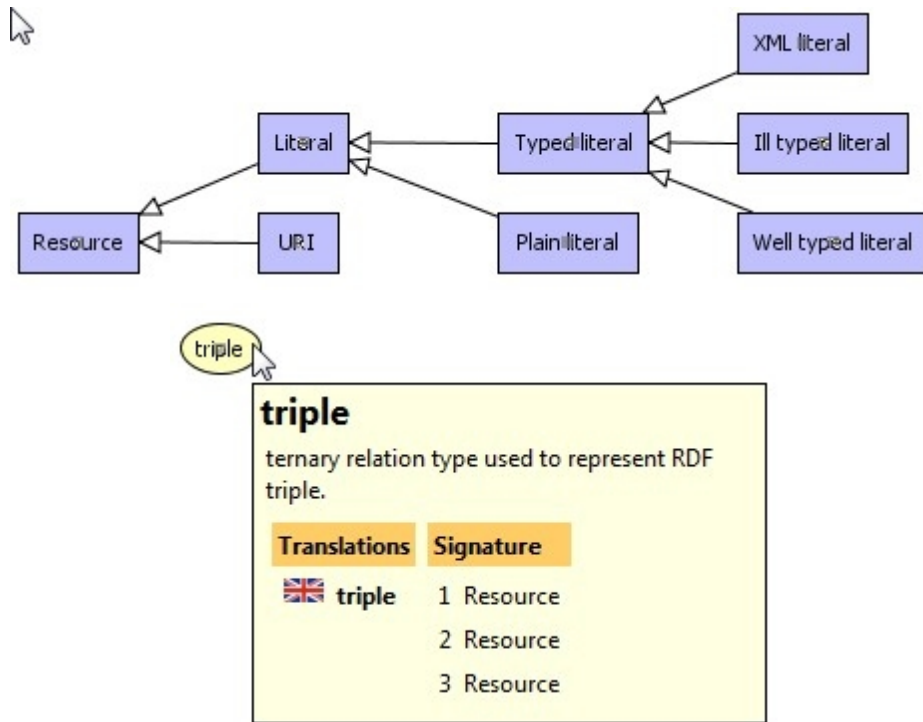 XML literal
Literal
Typed literal
Ill typed literal
Resource
URI
Plain literal
Well typed literal
triple
triple
ternary relation type used to represent RDF
triple.
Translations Signature
triple 1 Resource
2 Resource
3 Resource